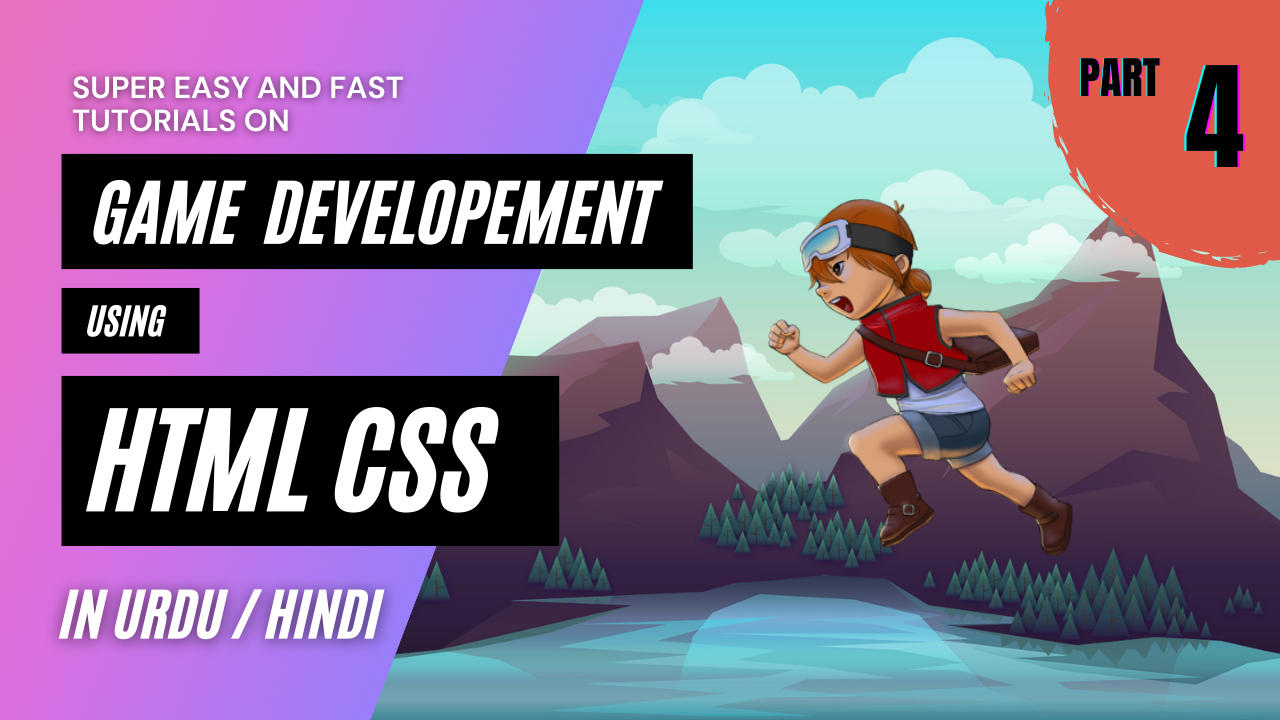 SUPER EASY AND FAST
TUTORIALS ON
GAME DEVELOPEMENT
USING
HTML CSS
IN URDU / HINDI
PART 4